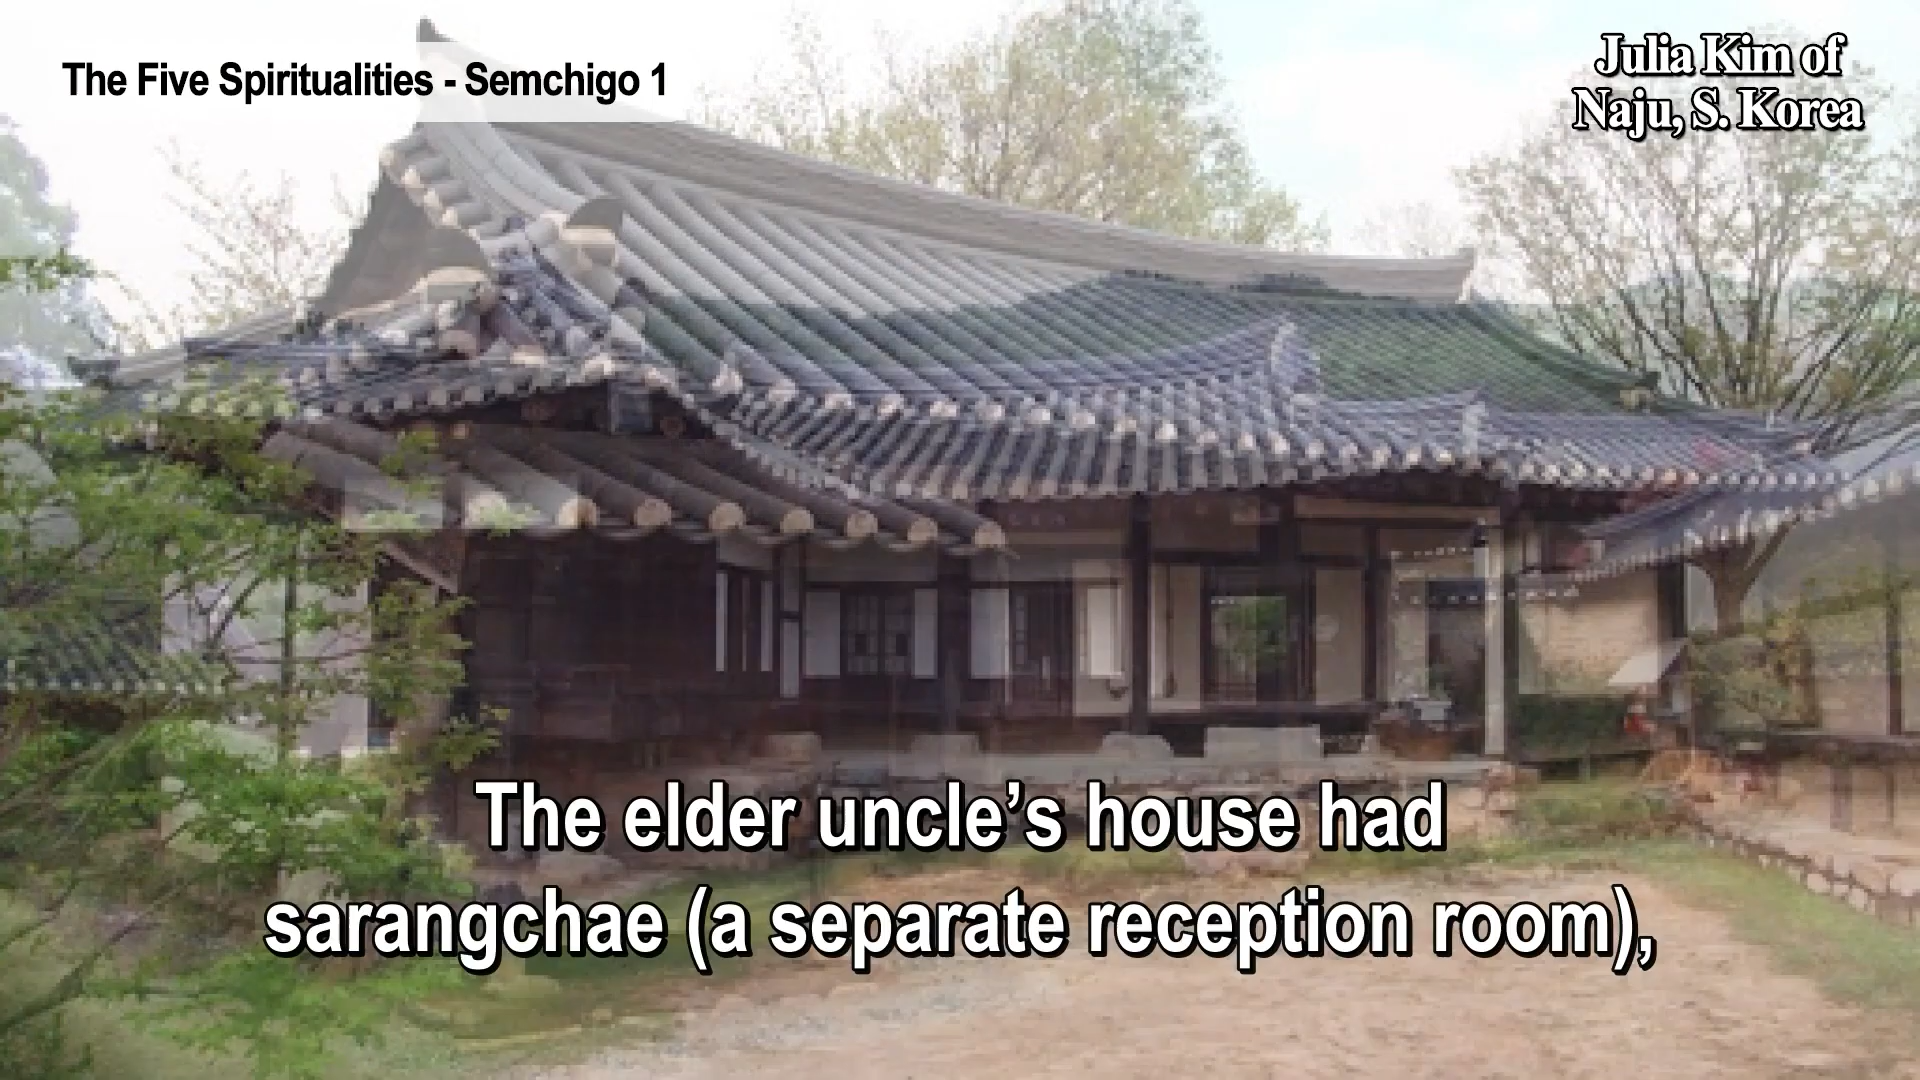 The Five Spiritualities - Semchigo 1
Julia Kim of
Naju, S. Korea
The elder uncle’s house had
sarangchae (a separate reception room),